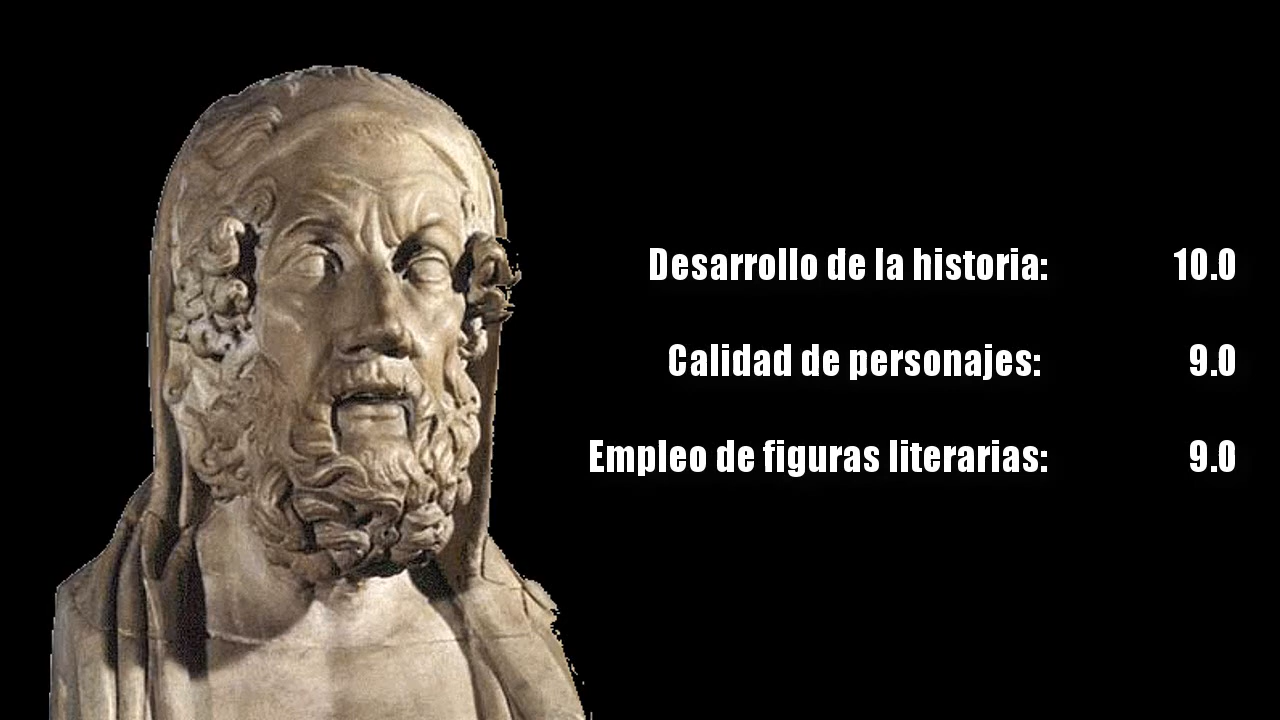 Desarrollo de la historia: 10.0
Calidad de personajes: 9.0
Empleo de figuras literarias: 9.0